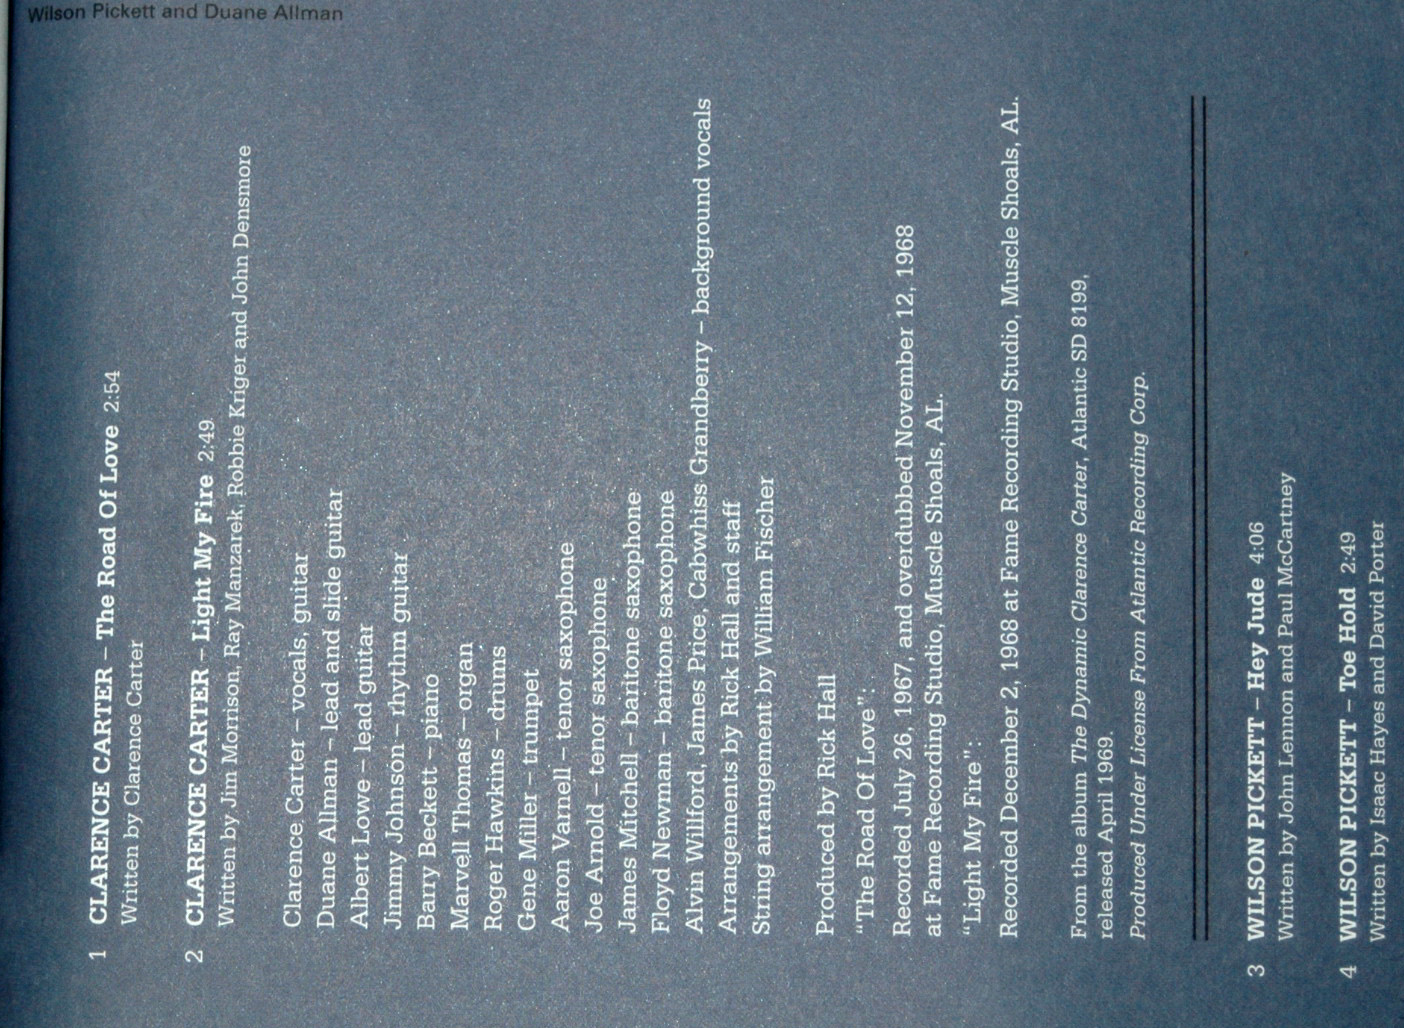 Wilson Pickett and Duane Allman
1 CLARENCE CARTER – The Road Of Love 2:54
Written by Clarence Carter
2 CLARENCE CARTER – Light My Fire 2:49
Written by Jim Morrison, Ray Manzarek, Robbie Kriger and John Densmore
Clarence Carter – vocals, guitar
Duane Allman – lead and slide guitar
Albert Lowe – lead guitar
Jimmy Johnson – rhythm guitar
Barry Beckett – piano
Marvell Thomas – organ
Roger Hawkins – drums
Gene Miller – trumpet
Aaron Varnell – tenor saxophone
Joe Arnold – tenor saxophone
James Mitchell – baritone saxophone
Floyd Newman – baritone saxophone
Alvin Wilford, James Price, Cabwhiss Grandberry – background vocals
Arrangements by Rick Hall and staff
String arrangement by William Fischer
Produced by Rick Hall
“The Road Of Love”:
Recorded July 26, 1967, and overdubbed November 12, 1968
at Fame Recording Studio, Muscle Shoals, AL.
“Light My Fire”:
Recorded December 2, 1968 at Fame Recording Studio, Muscle Shoals, AL.
From the album The Dynamic Clarence Carter, Atlantic SD 8199,
released April 1969.
Produced Under License From Atlantic Recording Corp.
3 WILSON PICKETT – Hey Jude 4:06
Written by John Lennon and Paul McCartney
4 WILSON PICKETT – Toe Hold 2:49
Written by Isaac Hayes and David Porter